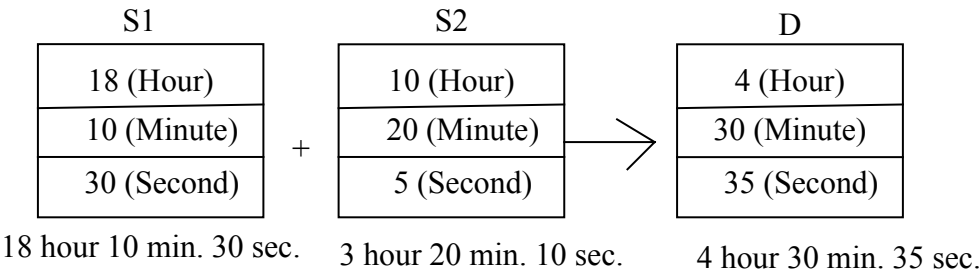 S1 S2 D
18 (Hour) 10 (Hour) 4 (Hour)
10 (Minute) + 20 (Minute) 30 (Minute)
30 (Second) 5 (Second) 35 (Second)
18 hour 10 min. 30 sec. 3 hour 20 min. 10 sec. 4 hour 30 min. 35 sec.